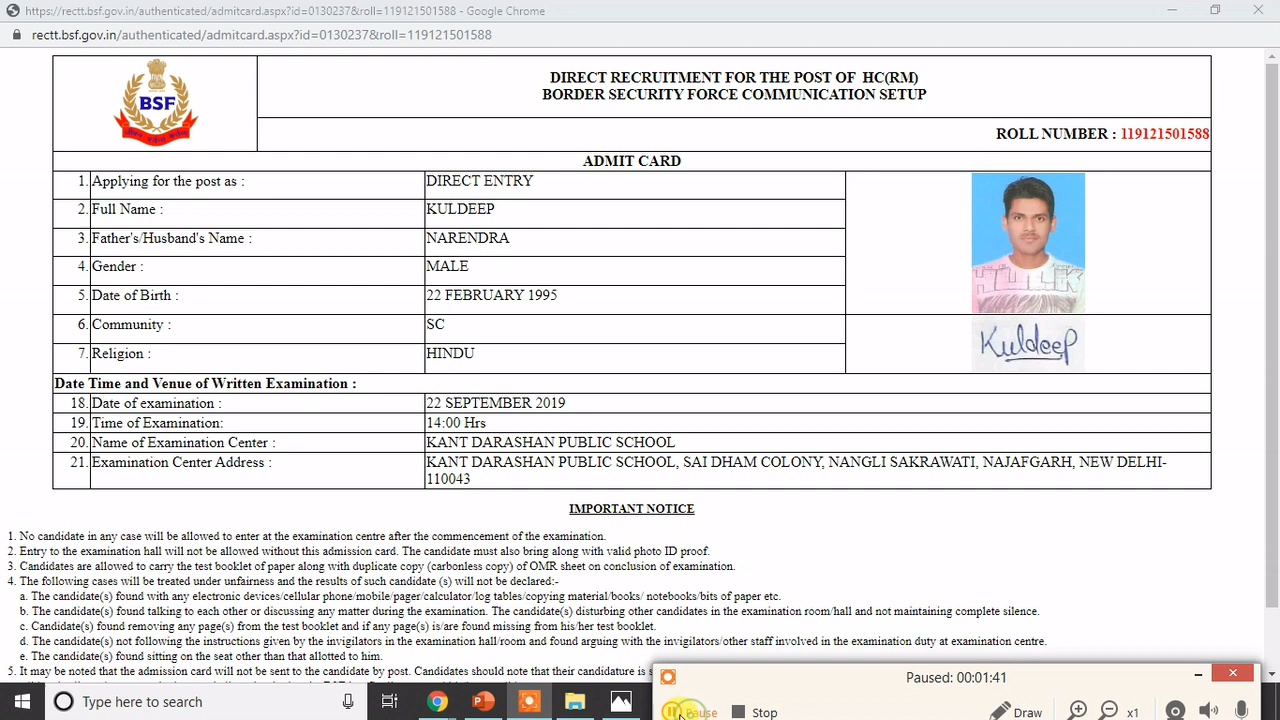 https://rectt.bsf.gov.in/authenticated/admitcard.aspx?id=0130237&roll=119121501588 - Google Chrome
rectt.bsf.gov.in/authenticated/admitcard.aspx?id=0130237&roll=119121501588
BSF
DIRECT RECRUITMENT FOR THE POST OF HC(RM)
BORDER SECURITY FORCE COMMUNICATION SETUP
ROLL NUMBER : 119121501588
ADMIT CARD
1. Applying for the post as : DIRECT ENTRY
2. Full Name : KULDEEP
3. Father's/Husband's Name : NARENDRA
4. Gender : MALE
5. Date of Birth : 22 FEBRUARY 1995
6. Community : SC
Kuldeep
7. Religion : HINDU
Date Time and Venue of Written Examination :
18. Date of examination : 22 SEPTEMBER 2019
19. Time of Examination: 14:00 Hrs
20. Name of Examination Center : KANT DARASHAN PUBLIC SCHOOL
21. Examination Center Address : KANT DARASHAN PUBLIC SCHOOL, SAI DHAM COLONY, NANGLI SAKRAWATI, NAJAFGARH, NEW DELHI-
110043
IMPORTANT NOTICE
1. No candidate in any case will be allowed to enter at the examination centre after the commencement of the examination.
2. Entry to the examination hall will not be allowed without this admission card. The candidate must also bring along with valid photo ID proof.
3. Candidates are allowed to carry the test booklet of paper along with duplicate copy (carbonless copy) of OMR sheet on conclusion of examination.
4. The following cases will be treated under unfairness and the results of such candidate (s) will not be declared:-
a. The candidate(s) found with any electronic devices/cellular phone/mobile/pager/calculator/log tables/copying material/books/ notebooks/bits of paper etc.
b. The candidate(s) found talking to each other or discussing any matter during the examination. The candidate(s) disturbing other candidates in the examination room/hall and not maintaining complete silence.
c. Candidate(s) found removing any page(s) from the test booklet and if any page(s) is/are found missing from his/her test booklet.
d. The candidate(s) not following the instructions given by the invigilators in the examination hall/room and found arguing with the invigilators/other staff involved in the examination duty at examination centre.
e. The candidate(s) found sitting on the seat other than that allotted to him.
5. It may be noted that the admission card will not be sent to the candidate by post. Candidates should note that their candidature is s
Paused: 00:01:41
Type here to search
Pause Stop Draw x1